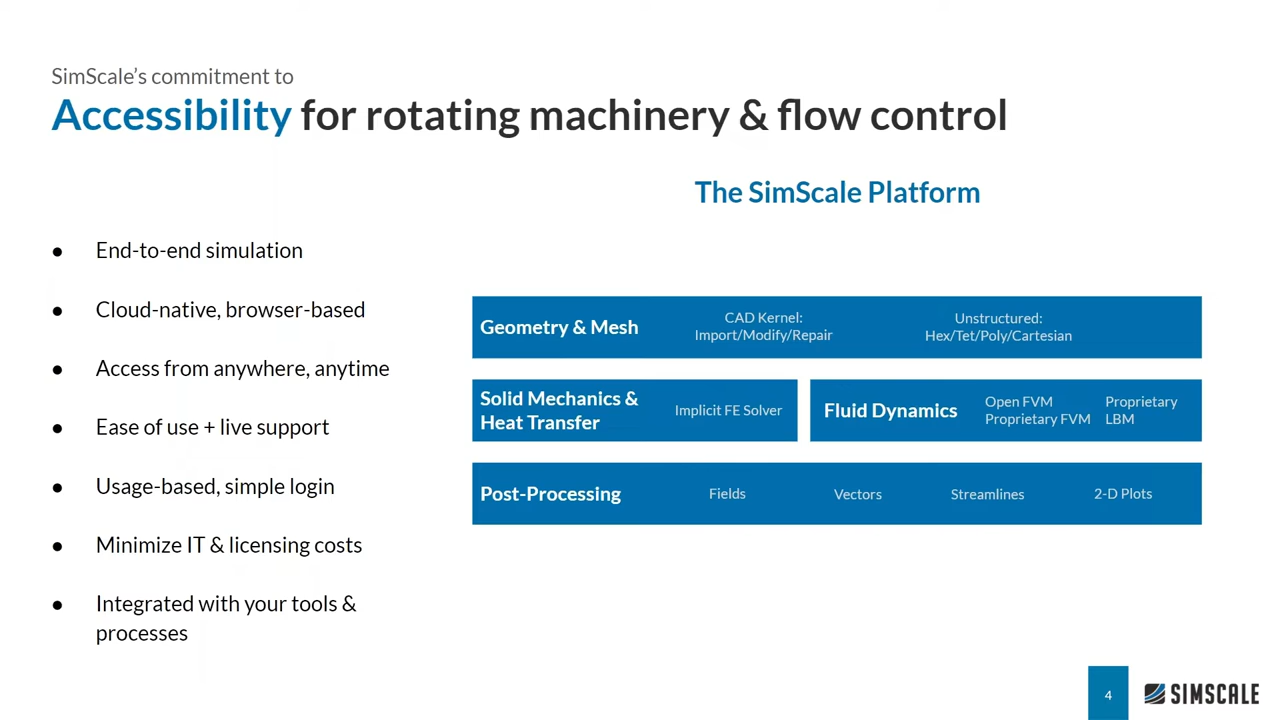 SimScale's commitment to
Accessibility for rotating machinery & flow control
The SimScale Platform
● End-to-end simulation
● Cloud-native, browser-based
● Access from anywhere, anytime
● Ease of use + live support
● Usage-based, simple login
● Minimize IT & licensing costs
● Integrated with your tools &
processes
Geometry & Mesh
CAD Kernel:
Import/Modify/Repair
Unstructured:
Hex/Tet/Poly/Cartesian
Solid Mechanics &
Heat Transfer
Implicit FE Solver
Fluid Dynamics
Open FVM
Proprietary FVM
Proprietary
LBM
Post-Processing
Fields
Vectors
Streamlines
2-D Plots
4
SIMSCALE